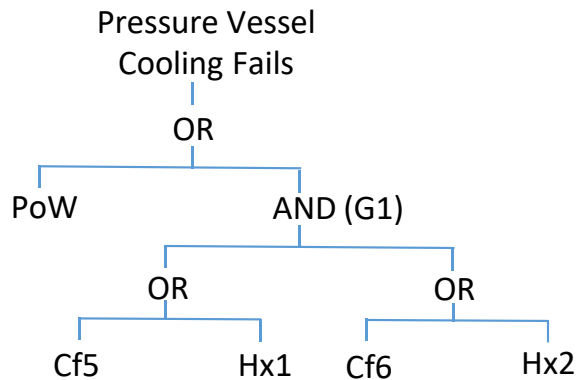 Pressure Vessel
Cooling Fails
OR
PoW
AND (G1)
OR
OR
Cf5
Hx1
Cf6
Hx2